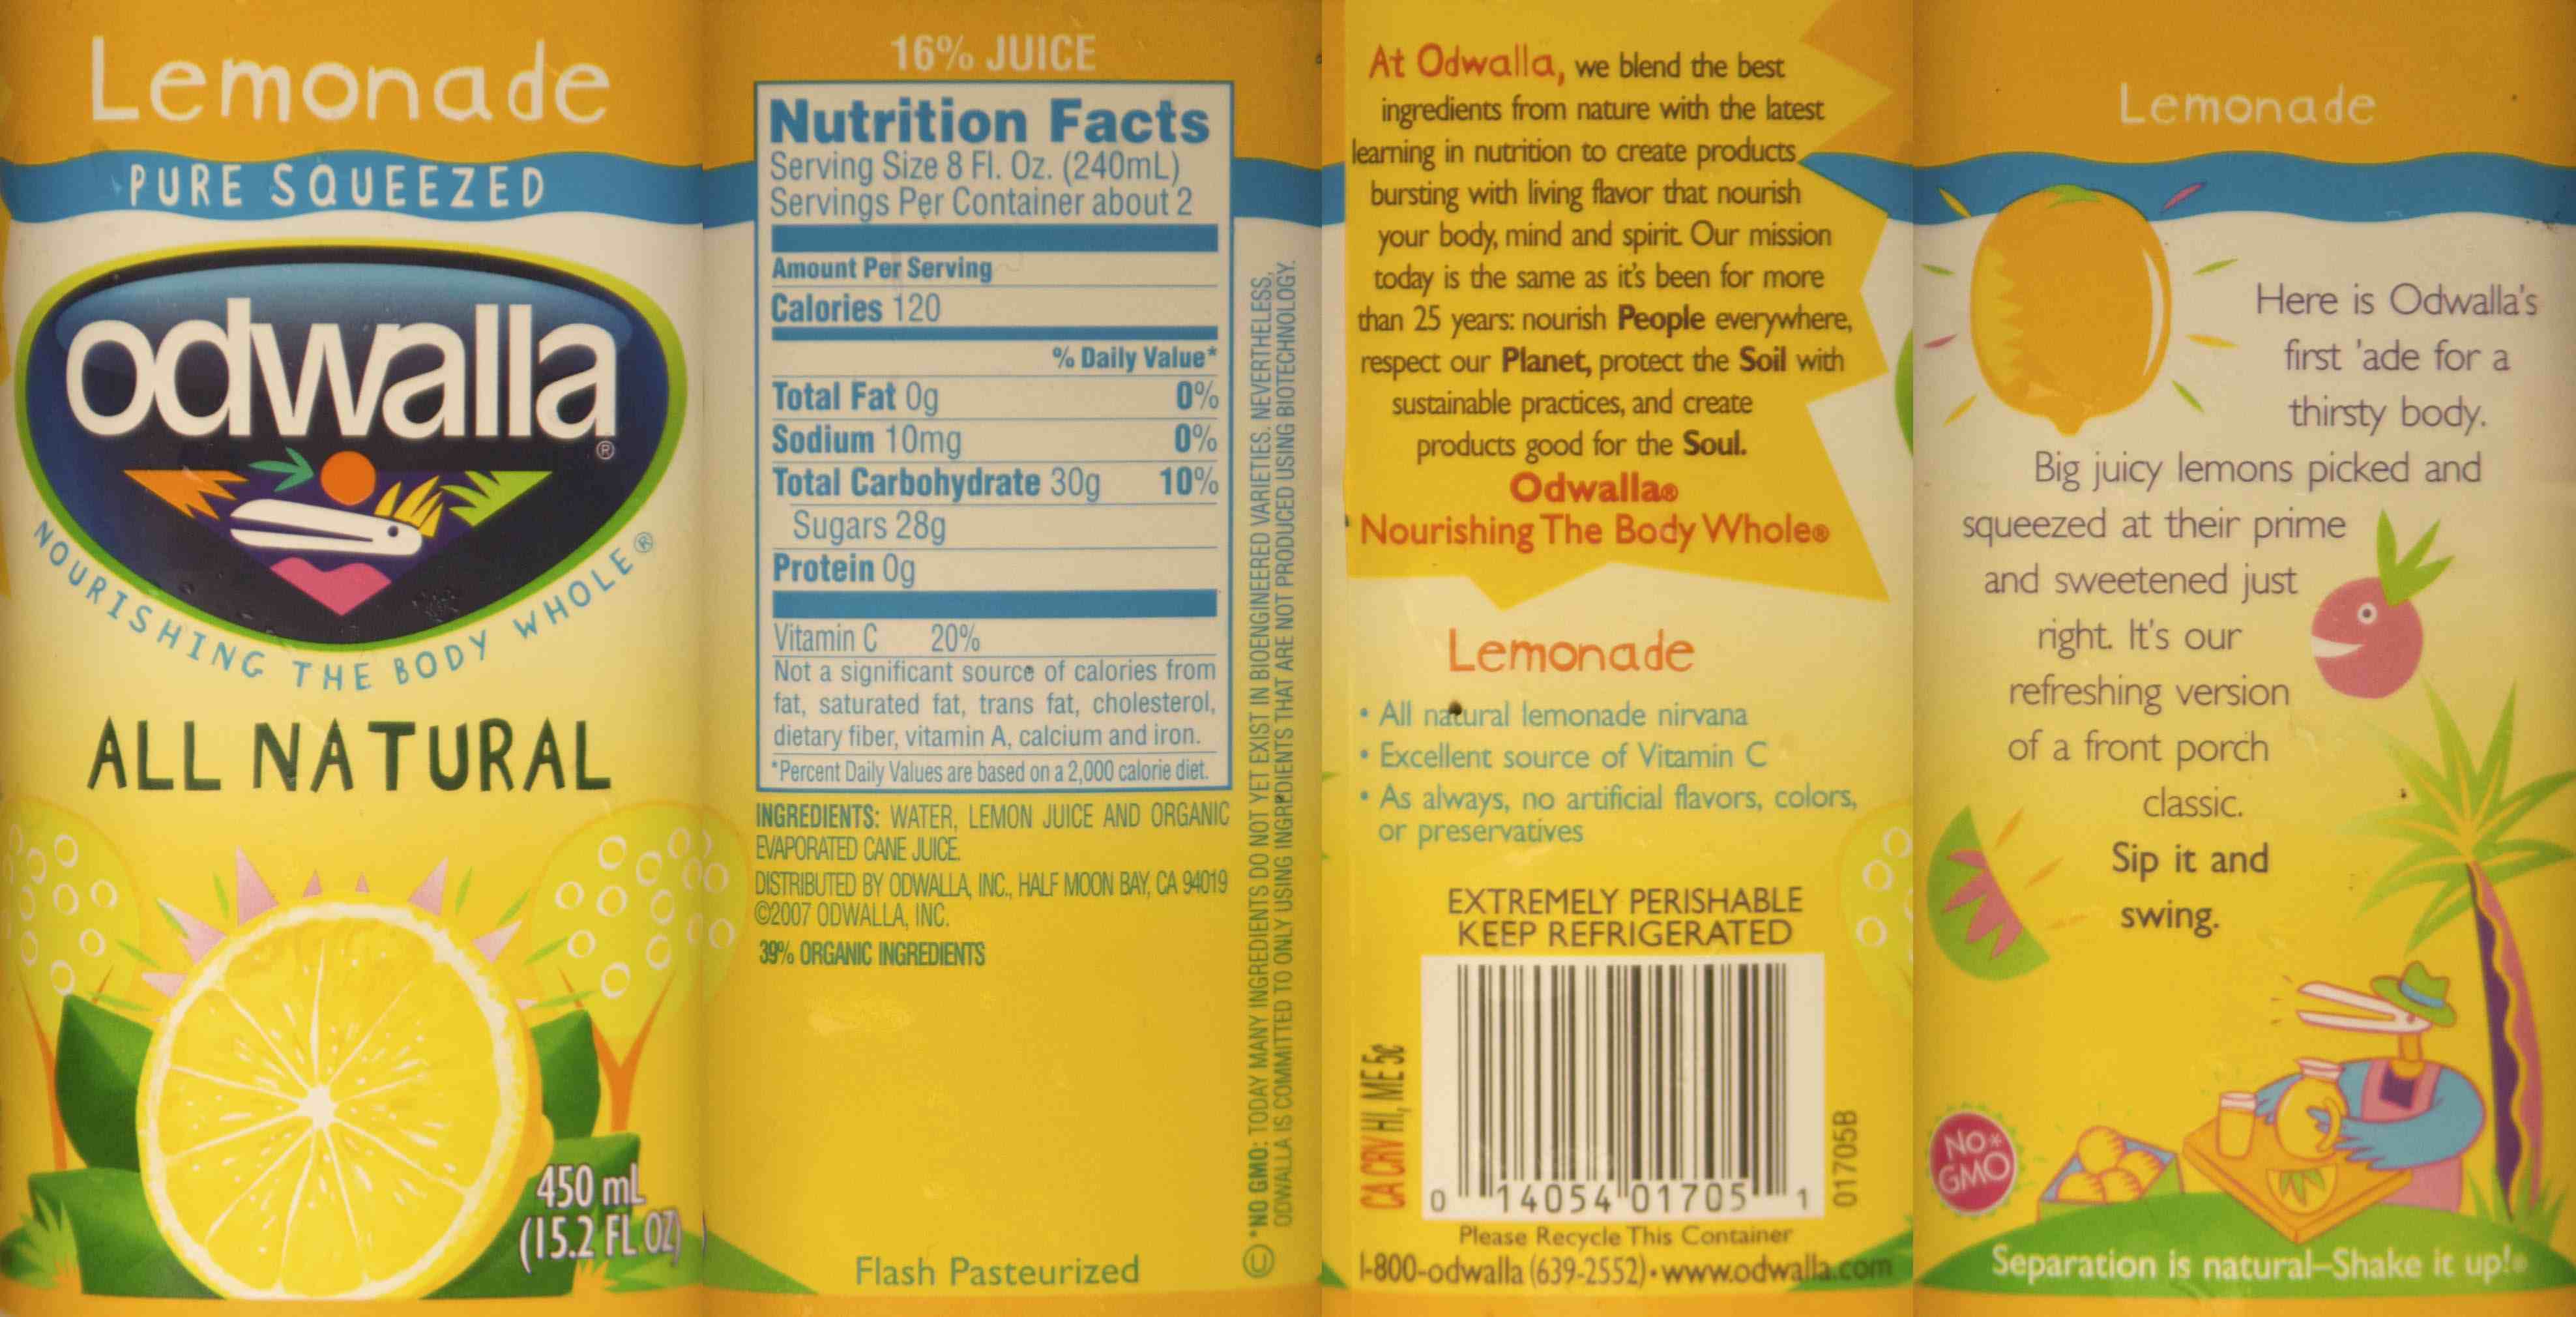 Lemonade
PURE SQUEEZED
odwalla®
NOURISHING THE BODY WHOLE®
ALL NATURAL
450 mL
(15.2 FL OZ)
16% JUICE
Nutrition Facts
Serving Size 8 Fl. Oz. (240mL)
Servings Per Container about 2
Amount Per Serving
Calories 120
% Daily Value*
Total Fat 0g 0%
Sodium 10mg 0%
Total Carbohydrate 30g 10%
Sugars 28g
Protein 0g
Vitamin C 20%
Not a significant source of calories from
fat, saturated fat, trans fat, cholesterol,
dietary fiber, vitamin A, calcium and iron.
*Percent Daily Values are based on a 2,000 calorie diet.
INGREDIENTS: WATER, LEMON JUICE AND ORGANIC
EVAPORATED CANE JUICE.
DISTRIBUTED BY ODWALLA, INC., HALF MOON BAY, CA 94019
©2007 ODWALLA, INC.
39% ORGANIC INGREDIENTS
Flash Pasteurized
*NO GMO: TODAY MANY INGREDIENTS DO NOT YET EXIST IN BIOENGINEERED VARIETIES. NEVERTHELESS,
ODWALLA IS COMMITTED TO ONLY USING INGREDIENTS THAT ARE NOT PRODUCED USING BIOTECHNOLOGY.
U
At Odwalla, we blend the best
ingredients from nature with the latest
learning in nutrition to create products
bursting with living flavor that nourish
your body, mind and spirit. Our mission
today is the same as it's been for more
than 25 years: nourish People everywhere,
respect our Planet, protect the Soil with
sustainable practices, and create
products good for the Soul.
Odwalla®
Nourishing The Body Whole®
Lemonade
• All natural lemonade nirvana
• Excellent source of Vitamin C
• As always, no artificial flavors, colors,
or preservatives
EXTREMELY PERISHABLE
KEEP REFRIGERATED
CA CRV HI, ME 5¢
0 14054 01705 1
01705B
Please Recycle This Container
1-800-odwalla (639-2552) • www.odwalla.com
Lemonade
Here is Odwalla's
first 'ade for a
thirsty body.
Big juicy lemons picked and
squeezed at their prime
and sweetened just
right. It's our
refreshing version
of a front porch
classic.
Sip it and
swing.
NO*
GMO
Separation is natural–Shake it up!®